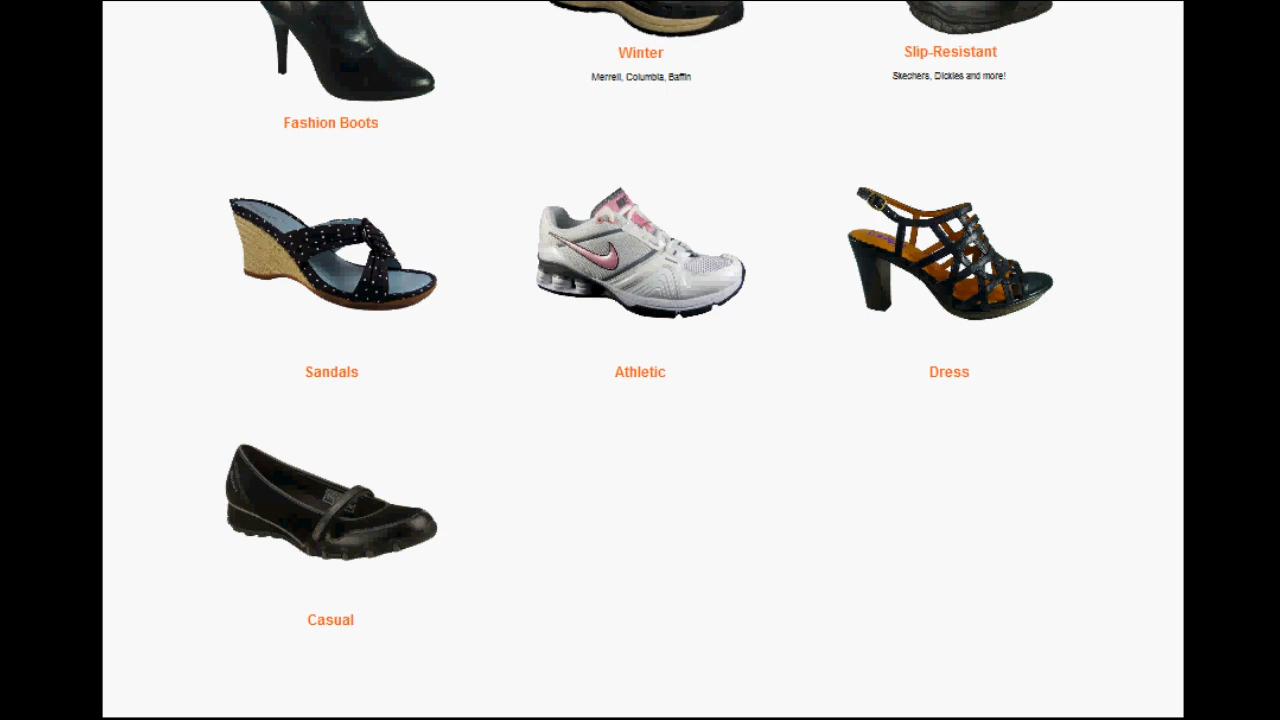 Winter
Slip-Resistant
Merrell, Columbia, Baffin
Skechers, Dickies and more!
Fashion Boots
Sandals
Athletic
Dress
Casual